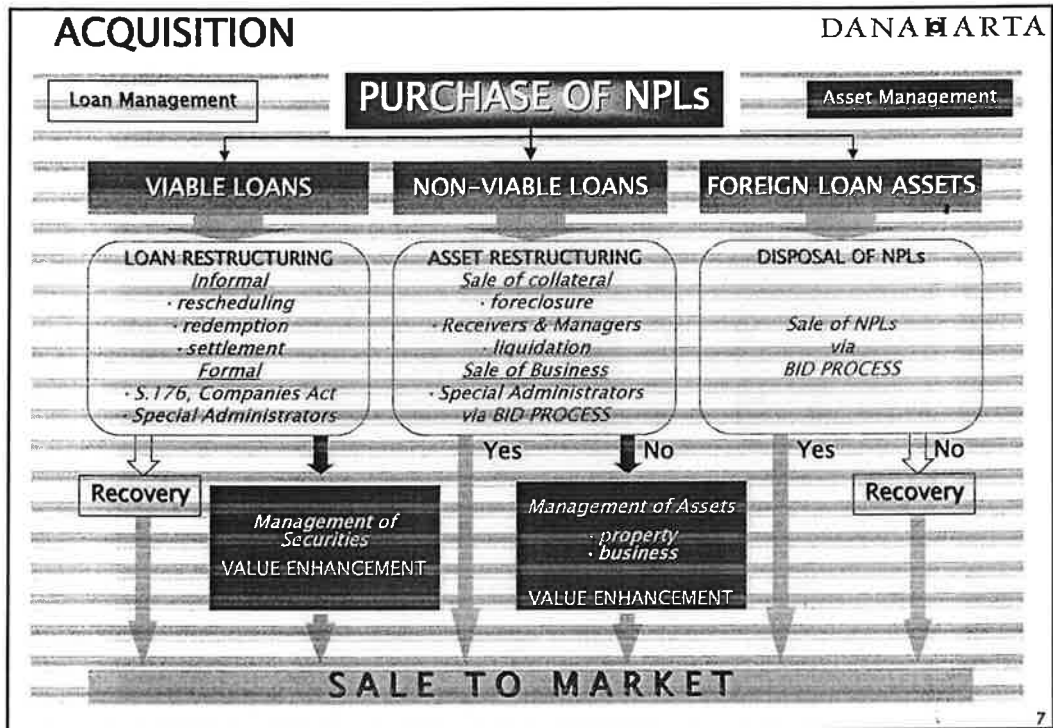 ACQUISITION
DANAHARTA
Loan Management
PURCHASE OF NPLs
Asset Management
VIABLE LOANS
NON-VIABLE LOANS
FOREIGN LOAN ASSETS
LOAN RESTRUCTURING
Informal
· rescheduling
· redemption
· settlement
Formal
· S.176, Companies Act
· Special Administrators
ASSET RESTRUCTURING
Sale of collateral
· foreclosure
· Receivers & Managers
· liquidation
Sale of Business
· Special Administrators
via BID PROCESS
DISPOSAL OF NPLs
Sale of NPLs
via
BID PROCESS
Yes
No
Yes
No
Recovery
Management of
Securities
VALUE ENHANCEMENT
Management of Assets
· property
· business
VALUE ENHANCEMENT
Recovery
SALE TO MARKET
7